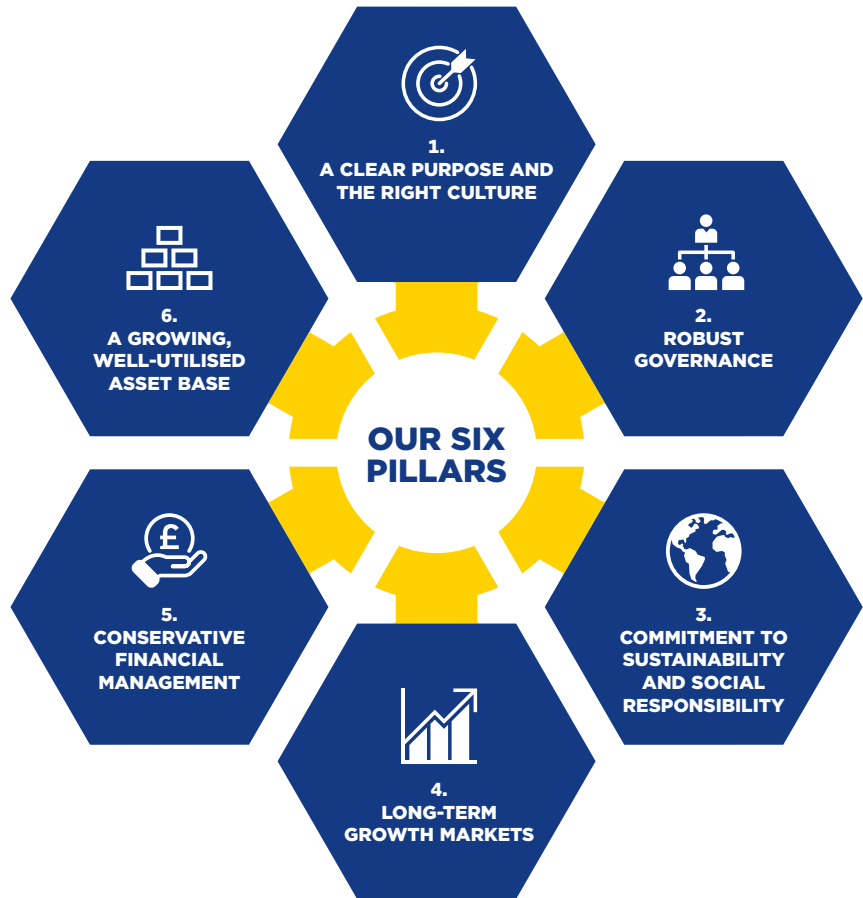 OUR SIX
PILLARS
1.
A CLEAR PURPOSE AND
THE RIGHT CULTURE
2.
ROBUST
GOVERNANCE
3.
COMMITMENT TO
SUSTAINABILITY
AND SOCIAL
RESPONSIBILITY
4.
LONG-TERM
GROWTH MARKETS
5.
CONSERVATIVE
FINANCIAL
MANAGEMENT
6.
A GROWING,
WELL-UTILISED
ASSET BASE
£